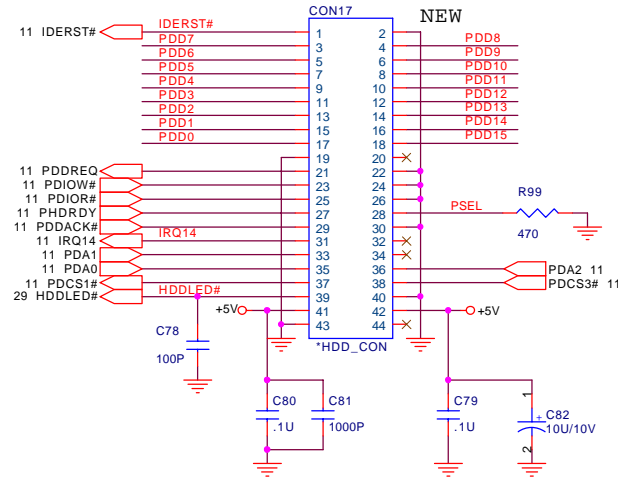 CON17 NEW
11 IDERST# IDERST# 1 2
PDD7 3 4 PDD8
PDD6 5 6 PDD9
PDD5 7 8 PDD10
PDD4 9 10 PDD11
PDD3 11 12 PDD12
PDD2 13 14 PDD13
PDD1 15 16 PDD14
PDD0 17 18 PDD15
19 20
11 PDDREQ 21 22
11 PDIOW# 23 24
11 PDIOR# 25 26
11 PHDRDY 27 28 PSEL R99
11 PDDACK# 29 30 470
11 IRQ14 IRQ14 31 32
11 PDA1 33 34
11 PDA0 35 36 PDA2 11
11 PDCS1# 37 38 PDCS3# 11
29 HDDLED# HDDLED# 39 40
+5V 41 42 +5V
43 44
*HDD_CON
C78
100P
C80 C81 C79 1 + C82
.1U 1000P .1U 10U/10V
2